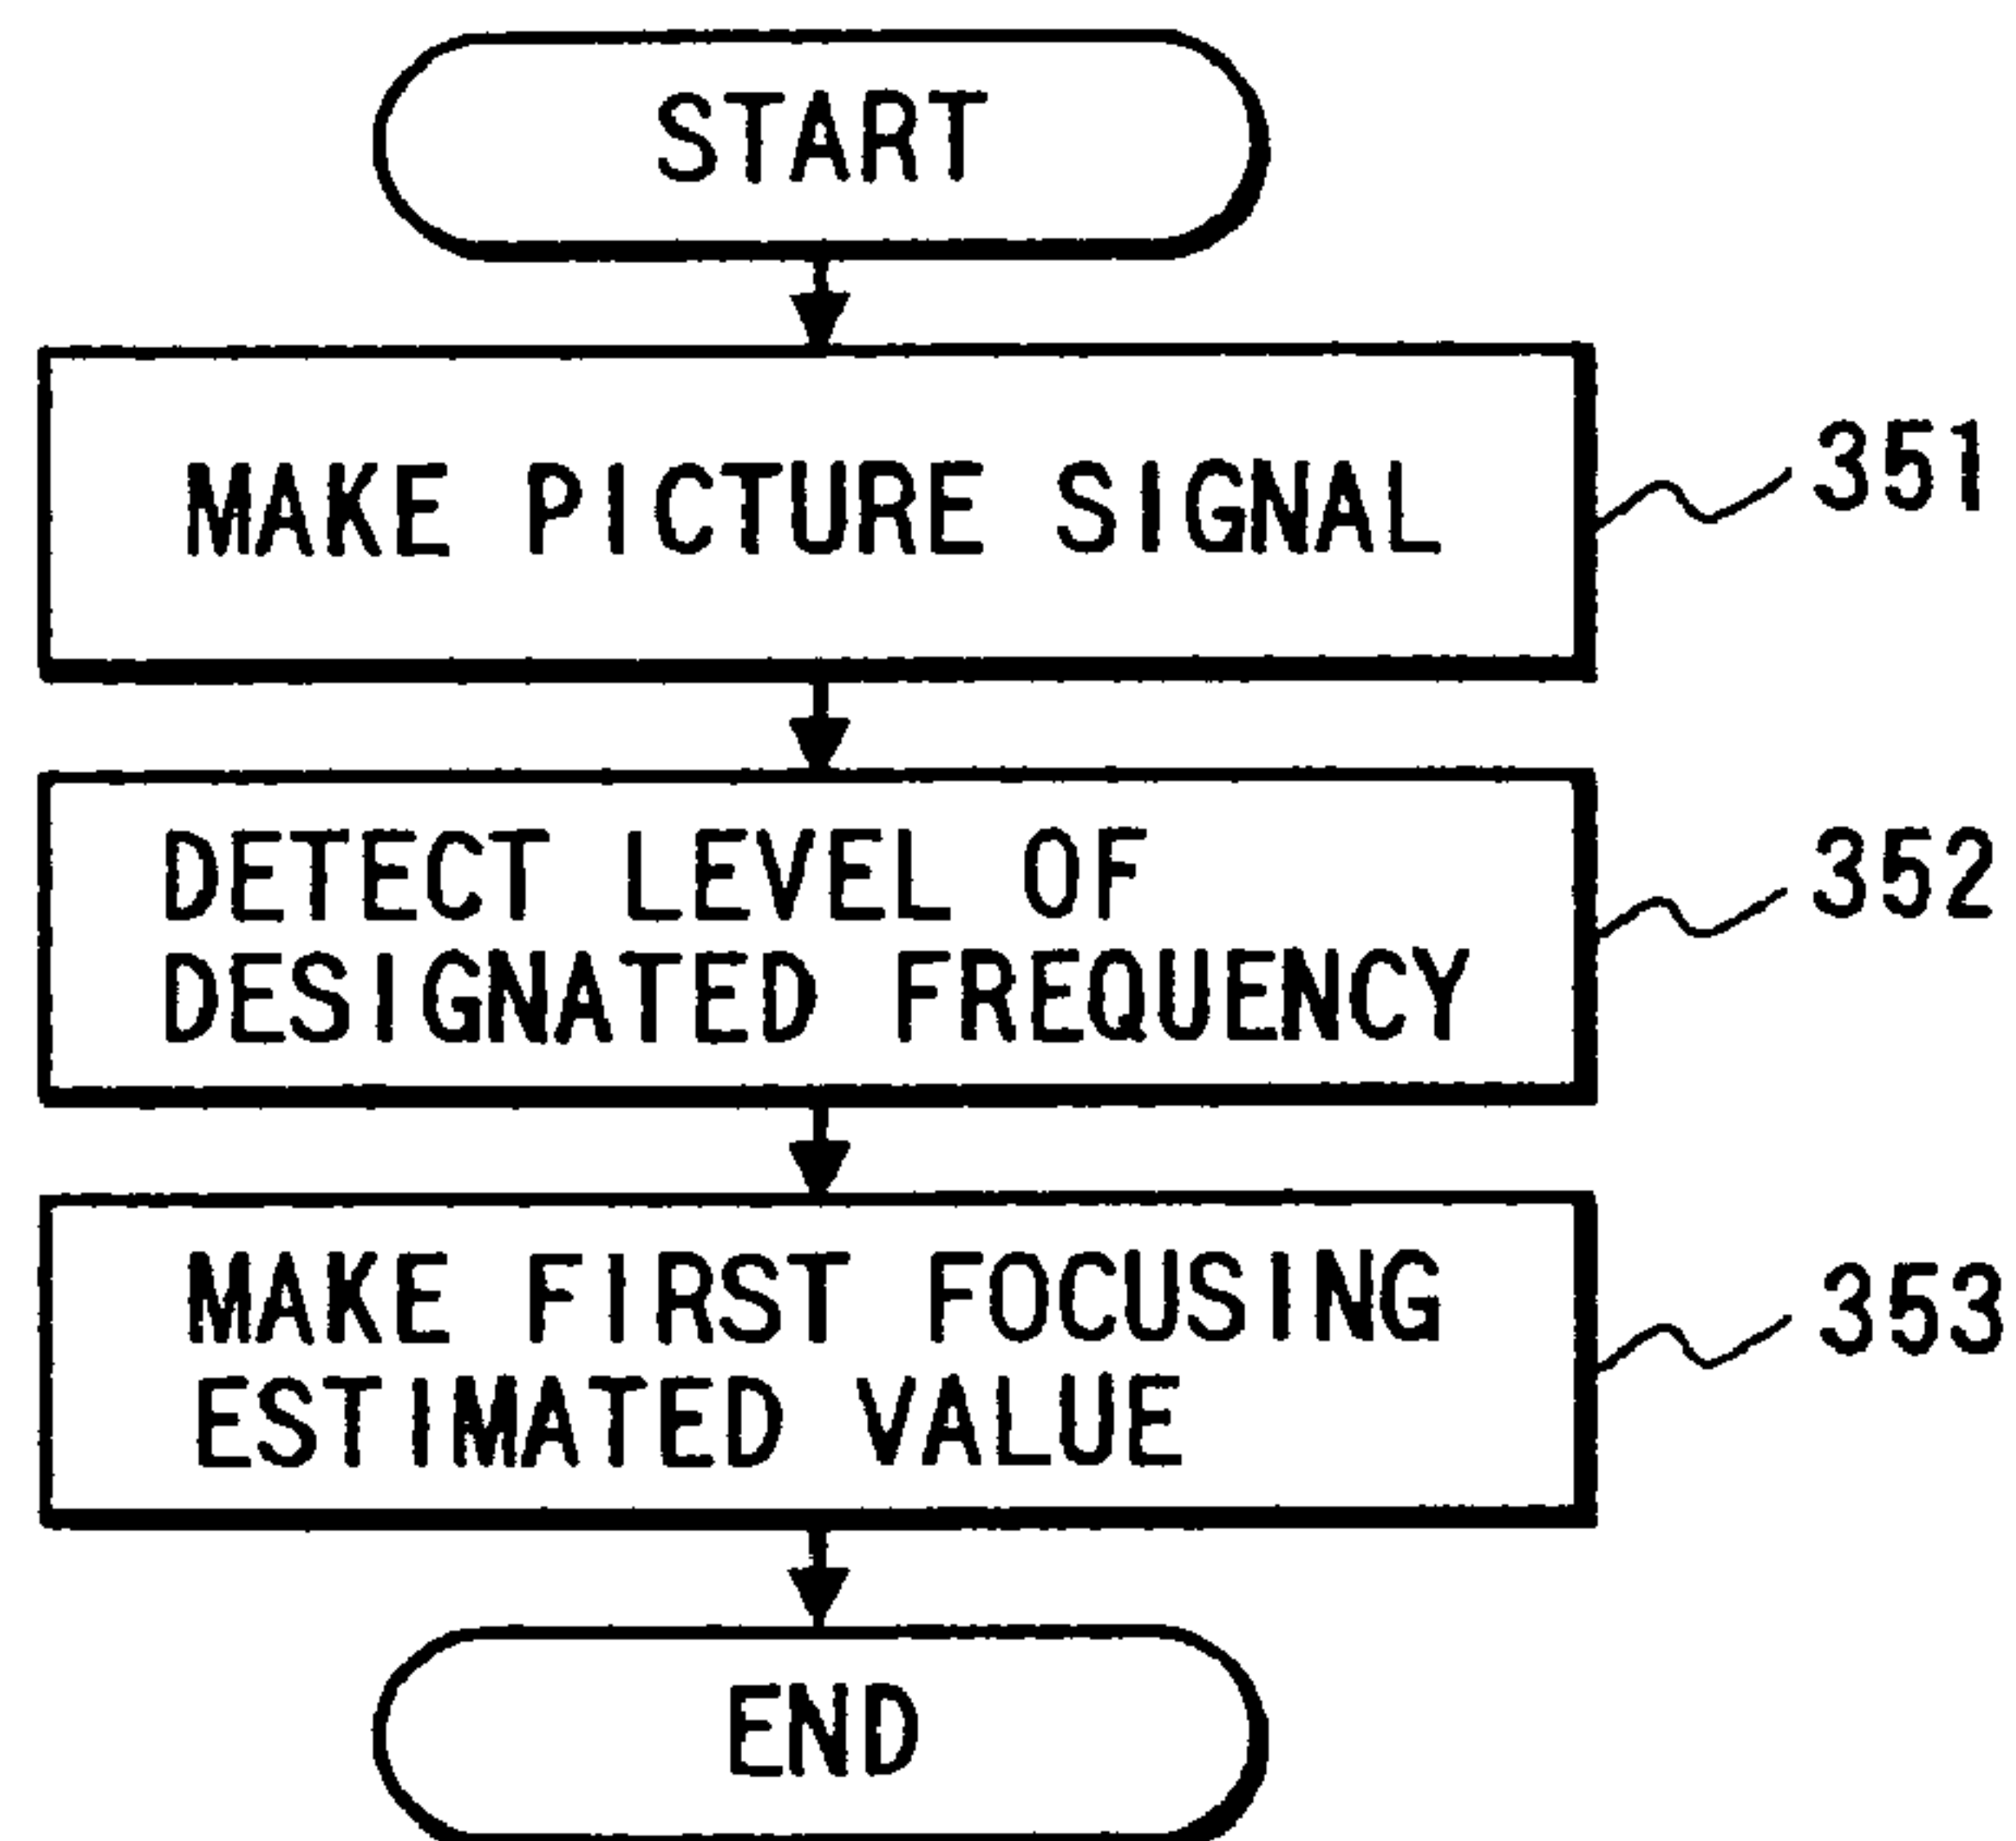 START
MAKE PICTURE SIGNAL
351
DETECT LEVEL OF
DESIGNATED FREQUENCY
352
MAKE FIRST FOCUSING
ESTIMATED VALUE
353
END